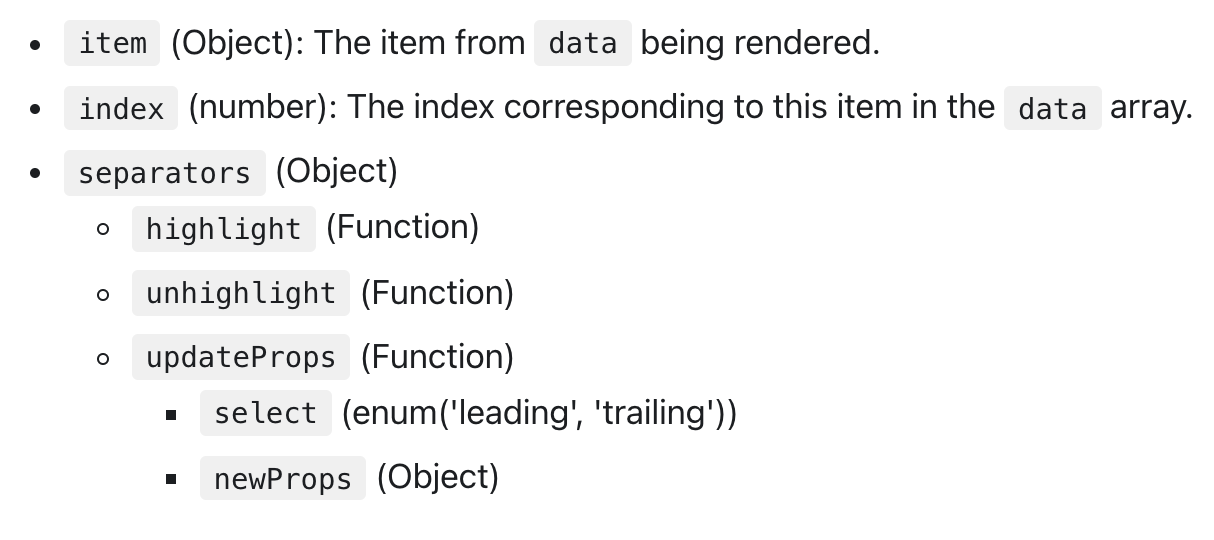 item (Object): The item from data being rendered.
index (number): The index corresponding to this item in the data array.
separators (Object)
highlight (Function)
unhighlight (Function)
updateProps (Function)
select (enum('leading', 'trailing'))
newProps (Object)